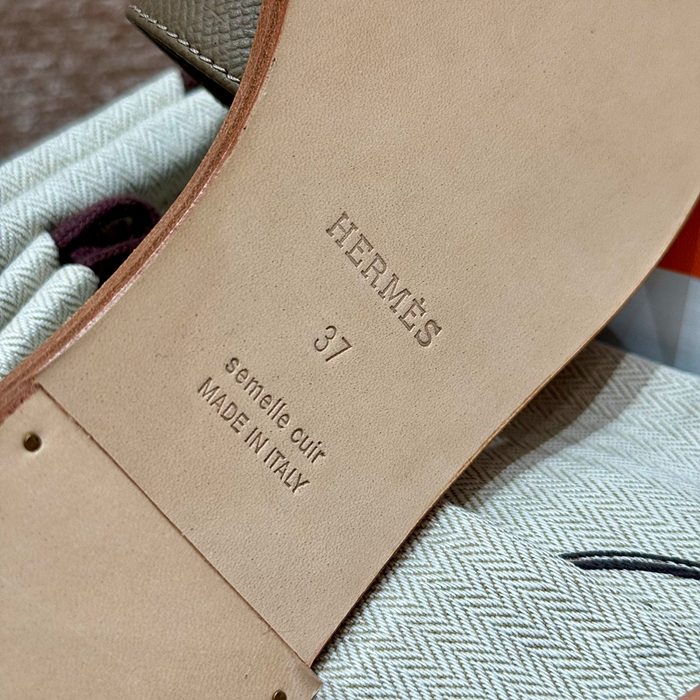 HERMÈS
37
semelle cuir
MADE IN ITALY